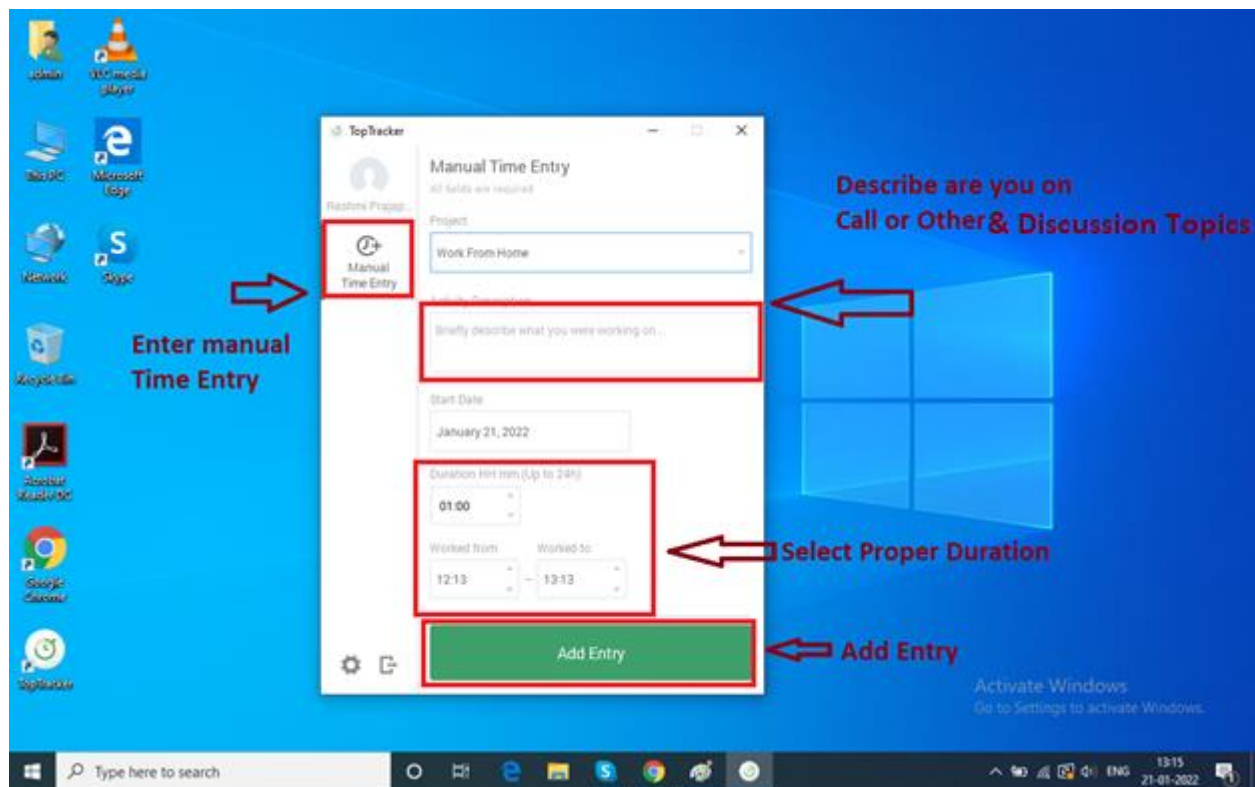 admin
VLC media
player
This PC
Microsoft
Edge
Network
Skype
Recycle Bin
Acrobat
Reader DC
Google
Chrome
TopTracker
TopTracker
Manual
Time Entry
Manual Time Entry
All fields are required
Project
Work From Home
Activity Description
Briefly describe what you were working on...
Start Date
January 21, 2022
Duration HH:mm (Up to 24h)
01:00
Worked from
Worked to
12:13
–
13:13
Add Entry
Enter manual
Time Entry
Describe are you on
Call or Other & Discussion Topics
Select Proper Duration
Add Entry
Activate Windows
Go to Settings to activate Windows.
Type here to search
ENG
13:15
21-01-2022